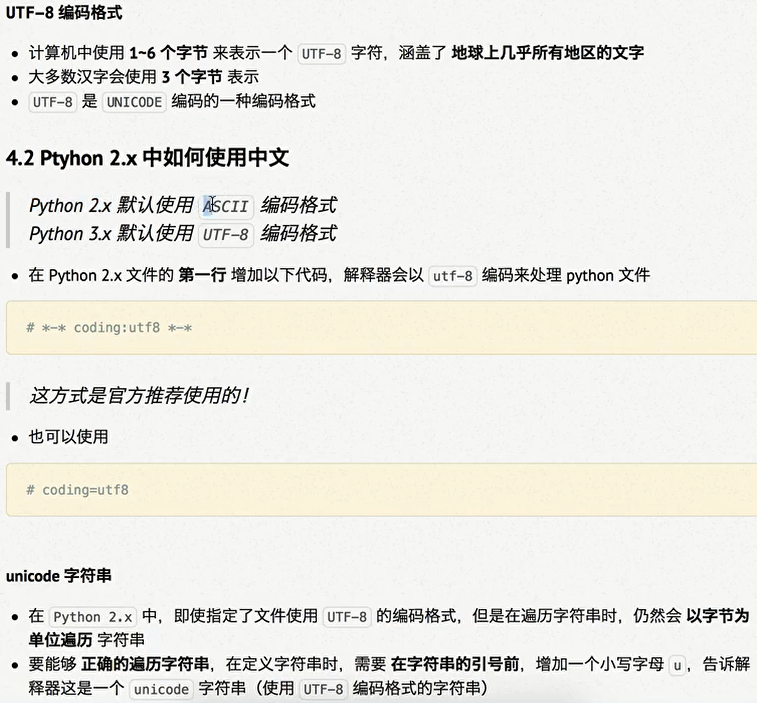 UTF-8 编码格式
• 计算机中使用 1~6 个字节 来表示一个 UTF-8 字符，涵盖了 地球上几乎所有地区的文字
• 大多数汉字会使用 3 个字节 表示
• UTF-8 是 UNICODE 编码的一种编码格式
4.2 Ptyhon 2.x 中如何使用中文
Python 2.x 默认使用 ASCII 编码格式
Python 3.x 默认使用 UTF-8 编码格式
• 在 Python 2.x 文件的 第一行 增加以下代码，解释器会以 utf-8 编码来处理 python 文件
# *-* coding:utf8 *-*
这方式是官方推荐使用的！
• 也可以使用
# coding=utf8
unicode 字符串
• 在 Python 2.x 中，即使指定了文件使用 UTF-8 的编码格式，但是在遍历字符串时，仍然会 以字节为
单位遍历 字符串
• 要能够 正确的遍历字符串，在定义字符串时，需要 在字符串的引号前，增加一个小写字母 u，告诉解
释器这是一个 unicode 字符串（使用 UTF-8 编码格式的字符串）